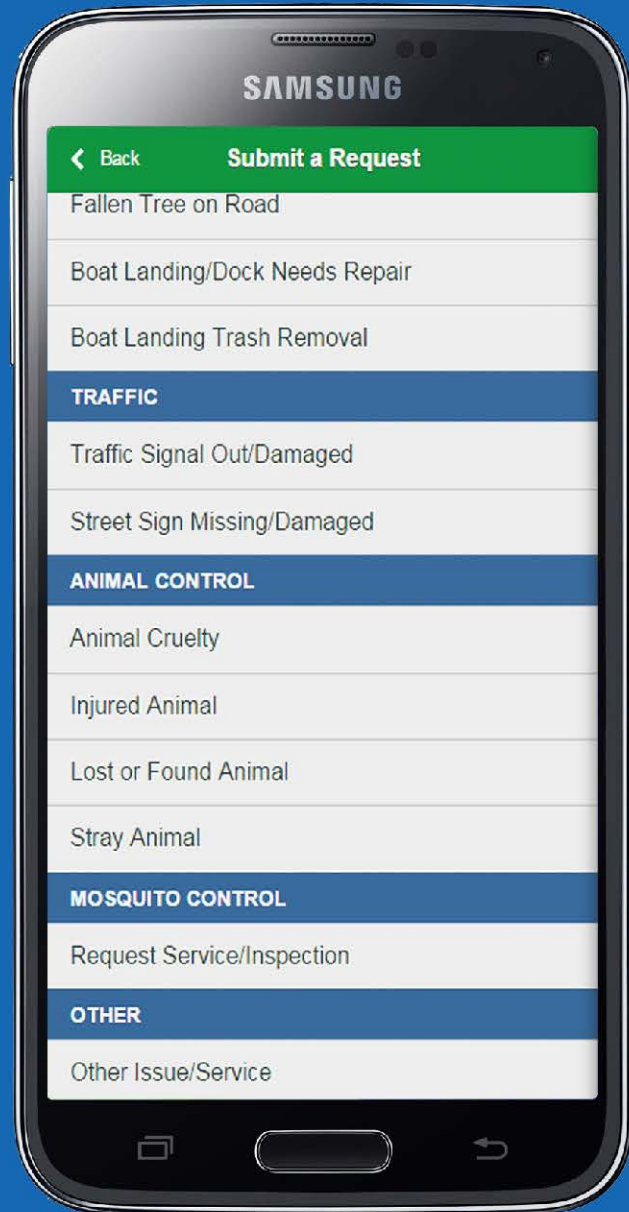 SAMSUNG
Back
Submit a Request
Fallen Tree on Road
Boat Landing/Dock Needs Repair
Boat Landing Trash Removal
TRAFFIC
Traffic Signal Out/Damaged
Street Sign Missing/Damaged
ANIMAL CONTROL
Animal Cruelty
Injured Animal
Lost or Found Animal
Stray Animal
MOSQUITO CONTROL
Request Service/Inspection
OTHER
Other Issue/Service